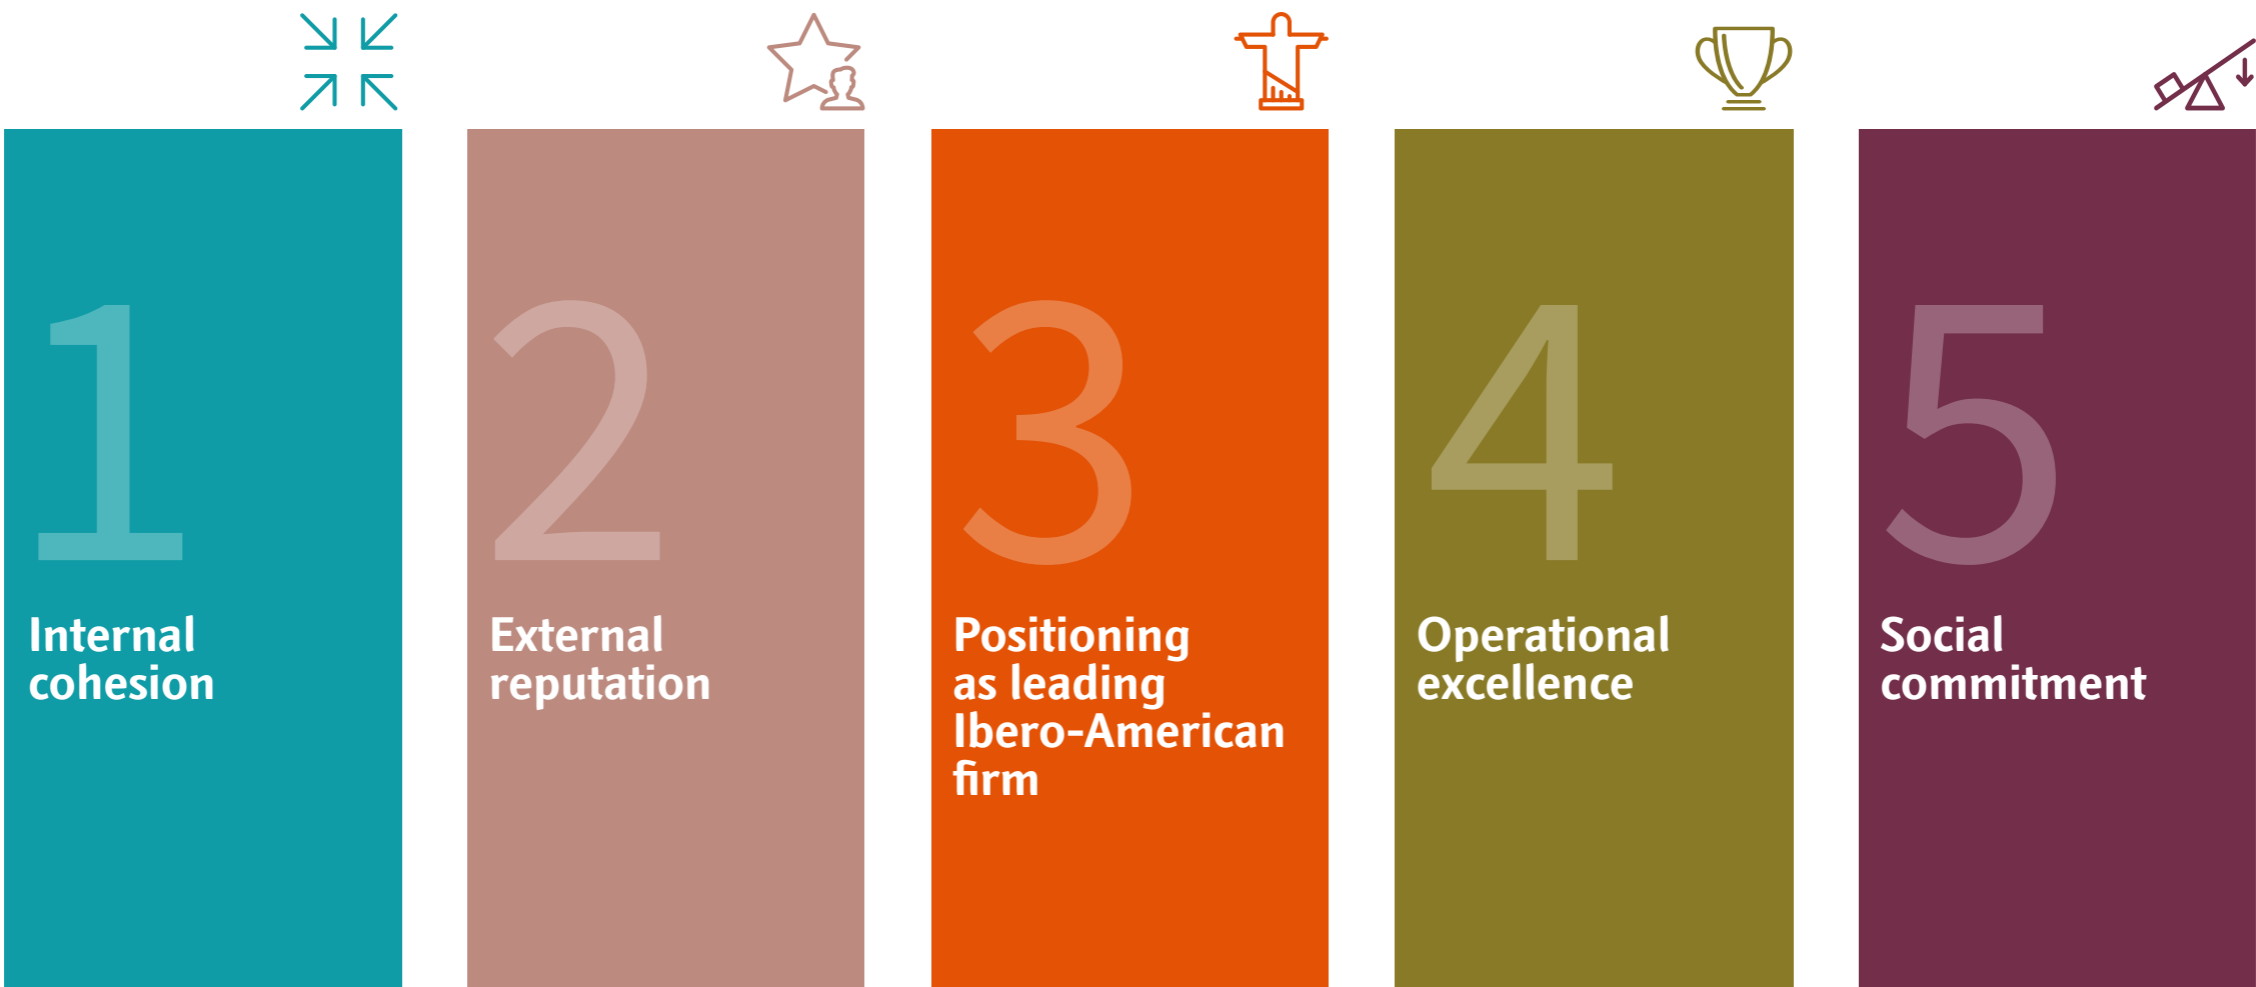 1
Internal
cohesion
2
External
reputation
3
Positioning
as leading
Ibero-American
firm
4
Operational
excellence
5
Social
commitment